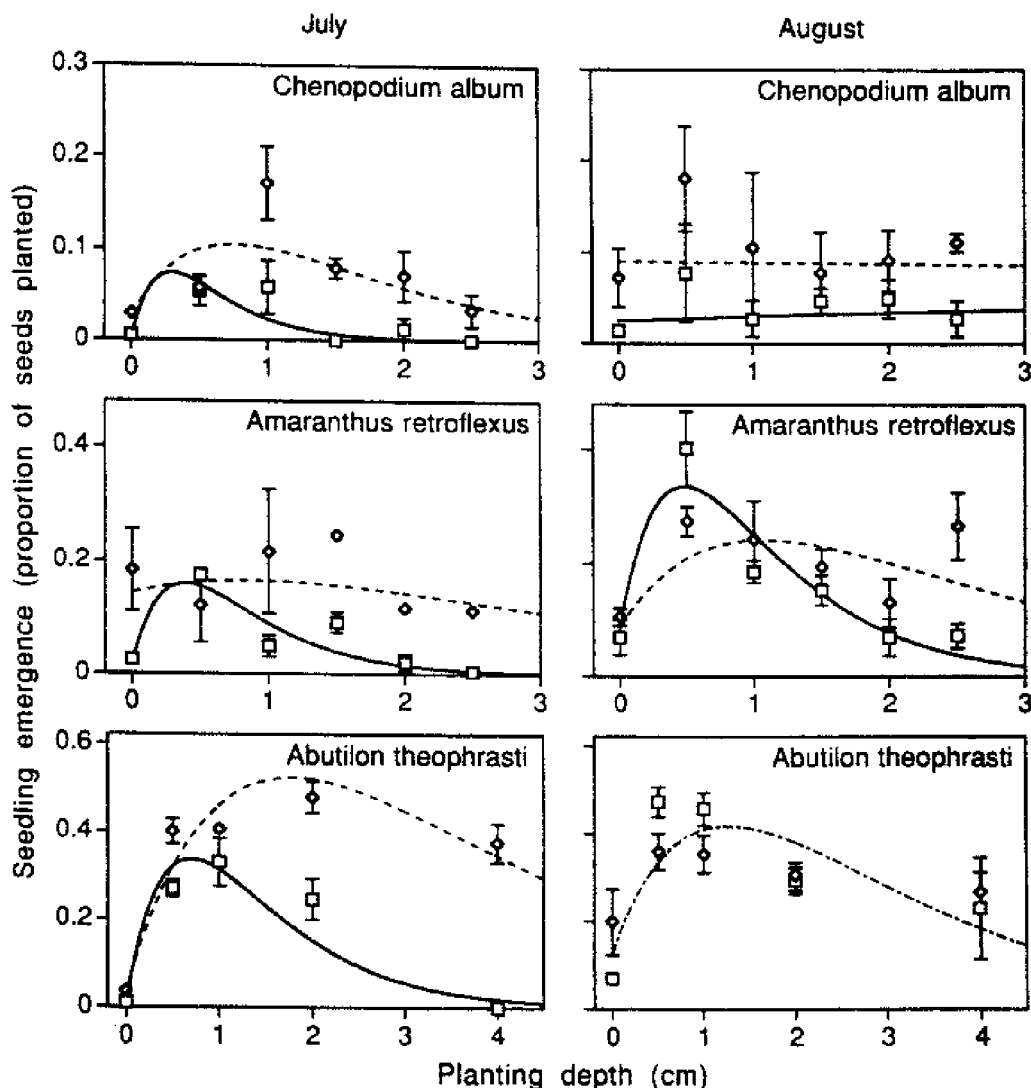 July
August
Seedling emergence (proportion of seeds planted)
0.3
0.2
0.1
0
Chenopodium album
0 1 2 3
Chenopodium album
0 1 2 3
0.4
0.2
0
Amaranthus retroflexus
0 1 2 3
Amaranthus retroflexus
0 1 2 3
0.6
0.4
0.2
0
Abutilon theophrasti
0 1 2 3 4
Abutilon theophrasti
0 1 2 3 4
Planting depth (cm)